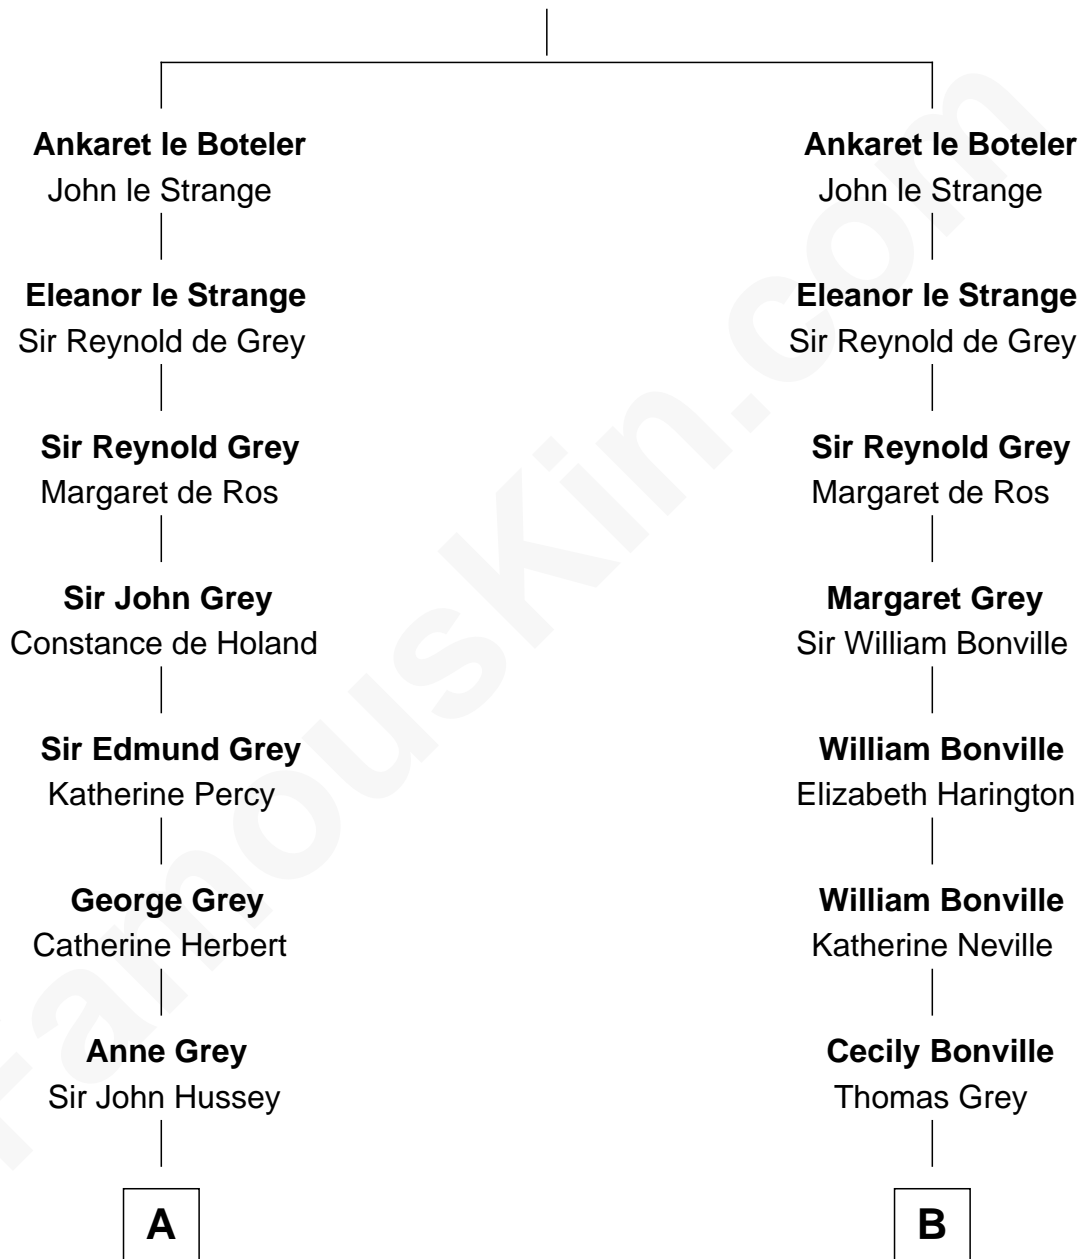 Ankaret le Boteler
John le Strange
Eleanor le Strange
Sir Reynold de Grey
Sir Reynold Grey
Margaret de Ros
Sir John Grey
Constance de Holand
Sir Edmund Grey
Katherine Percy
George Grey
Catherine Herbert
Anne Grey
Sir John Hussey
A
Ankaret le Boteler
John le Strange
Eleanor le Strange
Sir Reynold de Grey
Sir Reynold Grey
Margaret de Ros
Margaret Grey
Sir William Bonville
William Bonville
Elizabeth Harington
William Bonville
Katherine Neville
Cecily Bonville
Thomas Grey
B
FamousKin.com